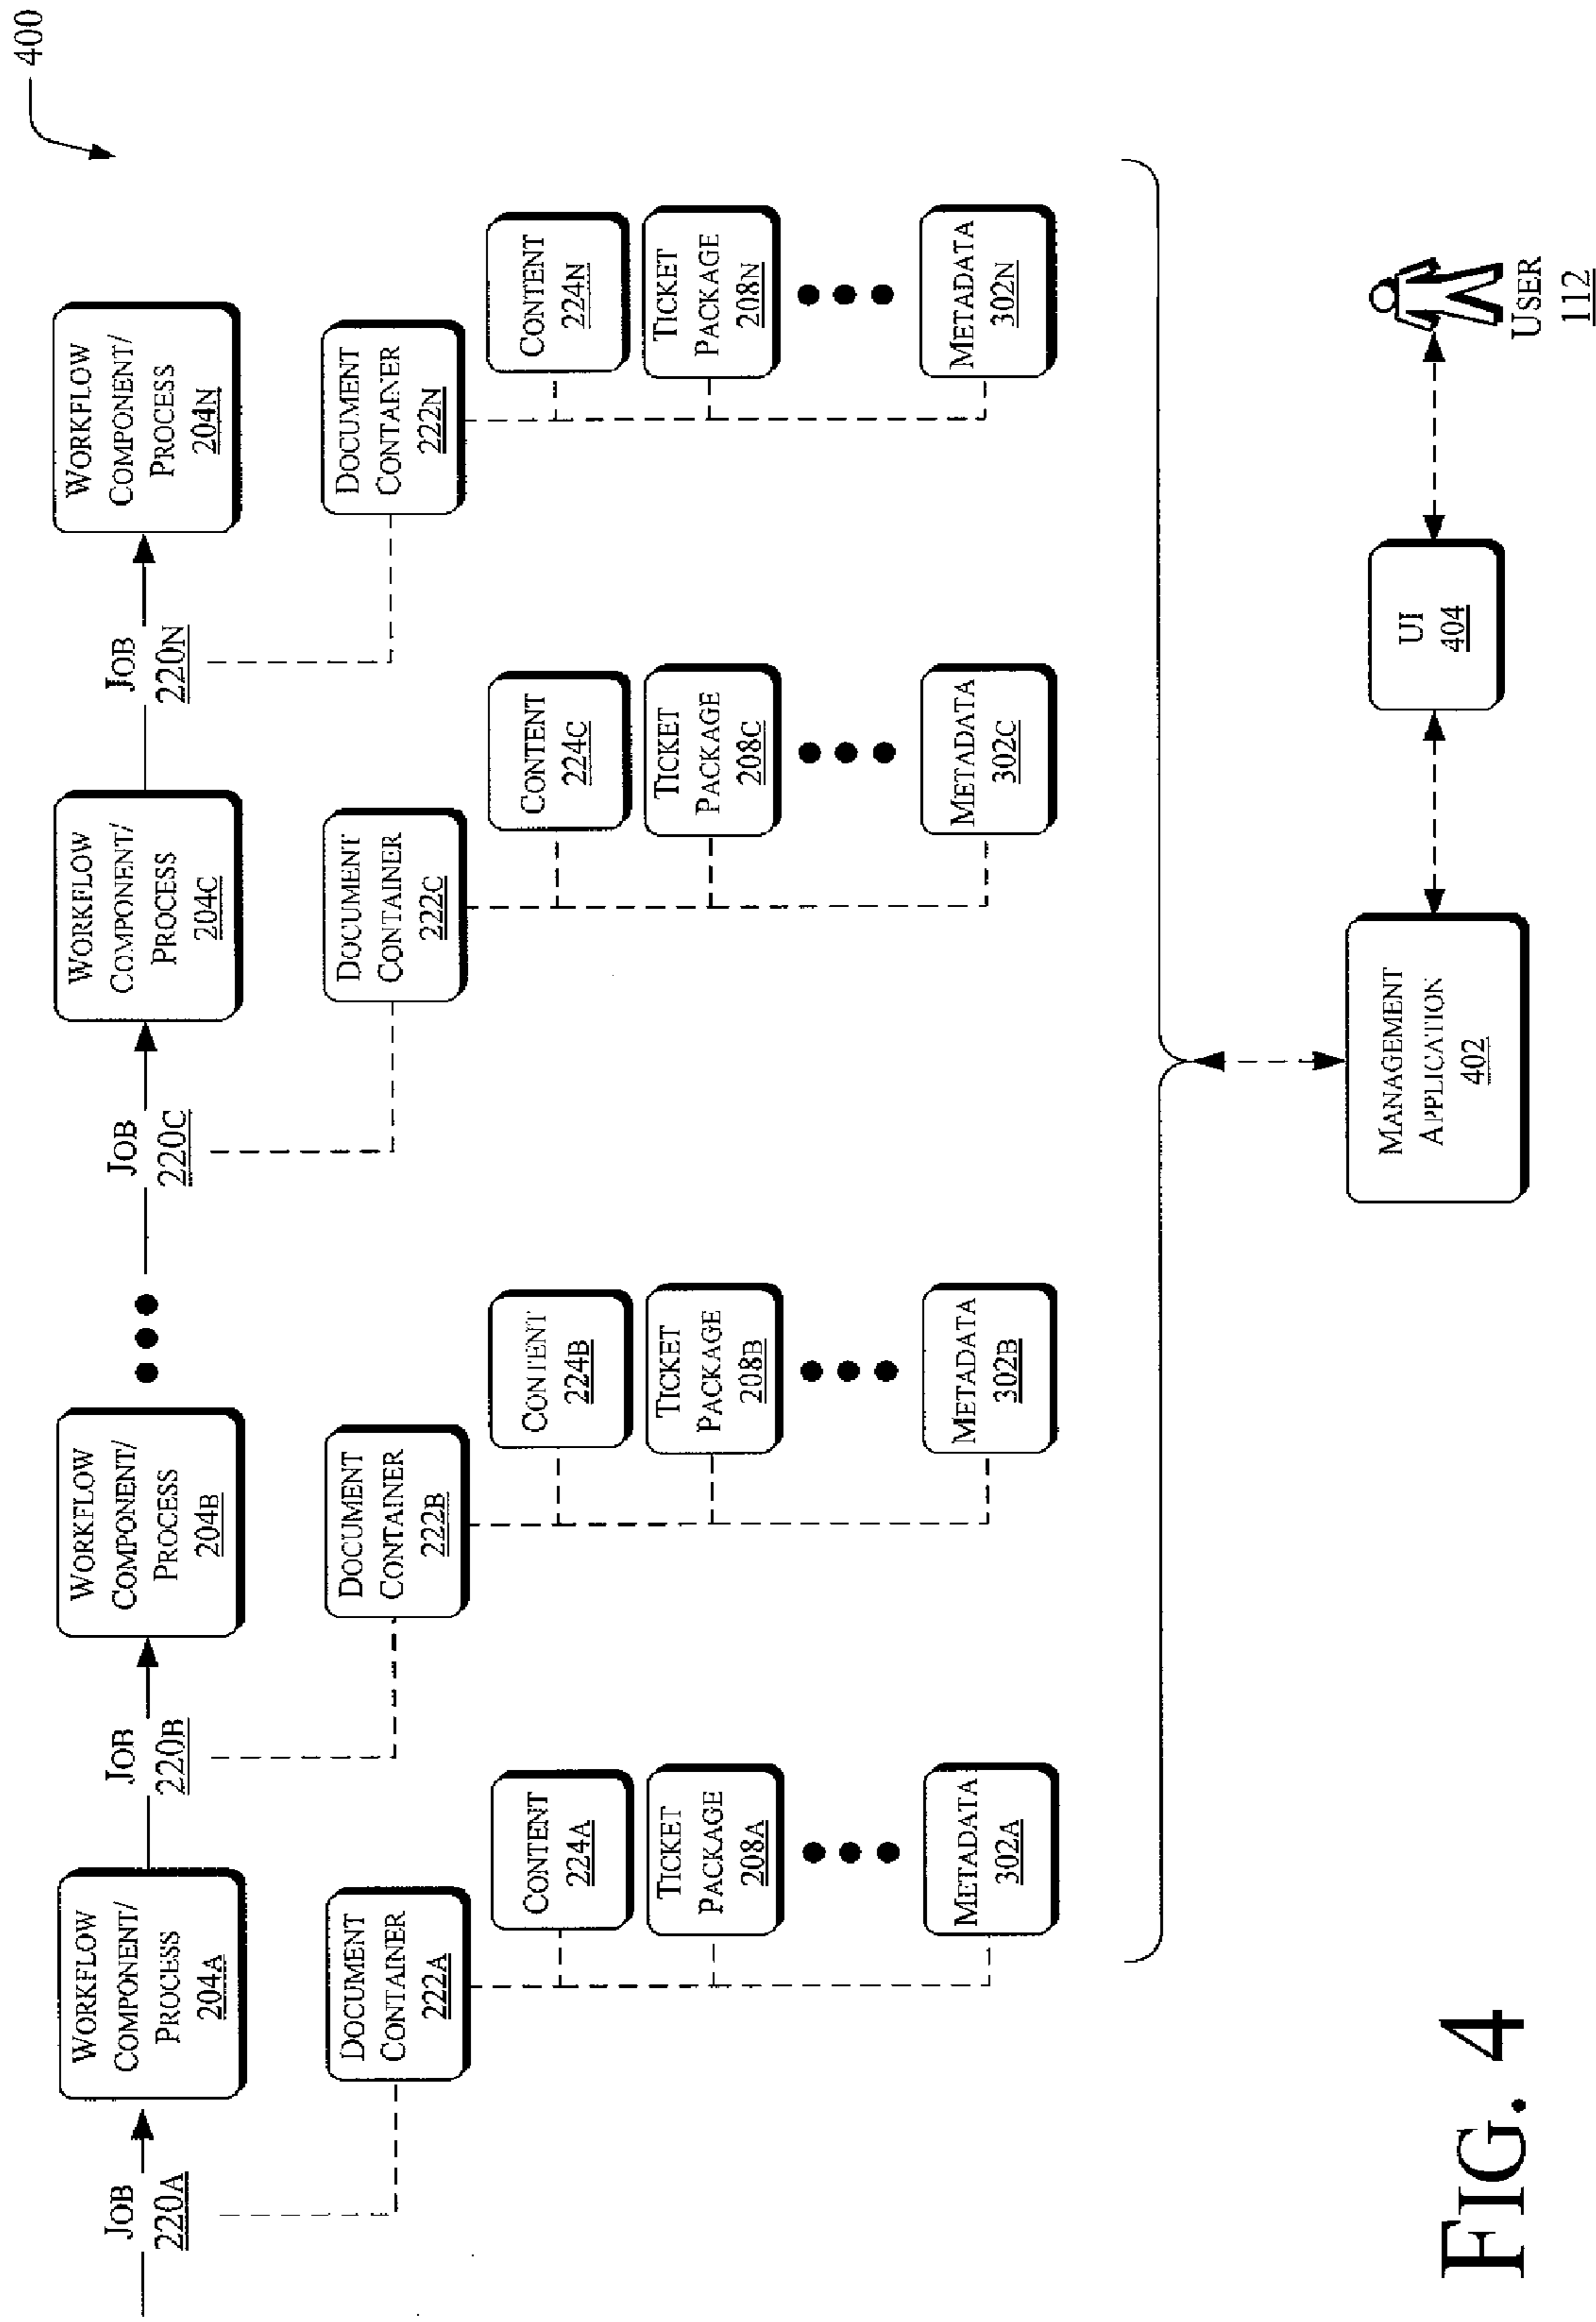 400
JOB
220A
WORKFLOW
COMPONENT/
PROCESS
204A
JOB
220B
WORKFLOW
COMPONENT/
PROCESS
204B
JOB
220C
WORKFLOW
COMPONENT/
PROCESS
204C
JOB
220N
WORKFLOW
COMPONENT/
PROCESS
204N
DOCUMENT
CONTAINER
222A
DOCUMENT
CONTAINER
222B
DOCUMENT
CONTAINER
222C
DOCUMENT
CONTAINER
222N
CONTENT
224A
TICKET
PACKAGE
208A
METADATA
302A
CONTENT
224B
TICKET
PACKAGE
208B
METADATA
302B
CONTENT
224C
TICKET
PACKAGE
208C
METADATA
302C
CONTENT
224N
TICKET
PACKAGE
208N
METADATA
302N
MANAGEMENT
APPLICATION
402
UI
404
USER
112
FIG. 4